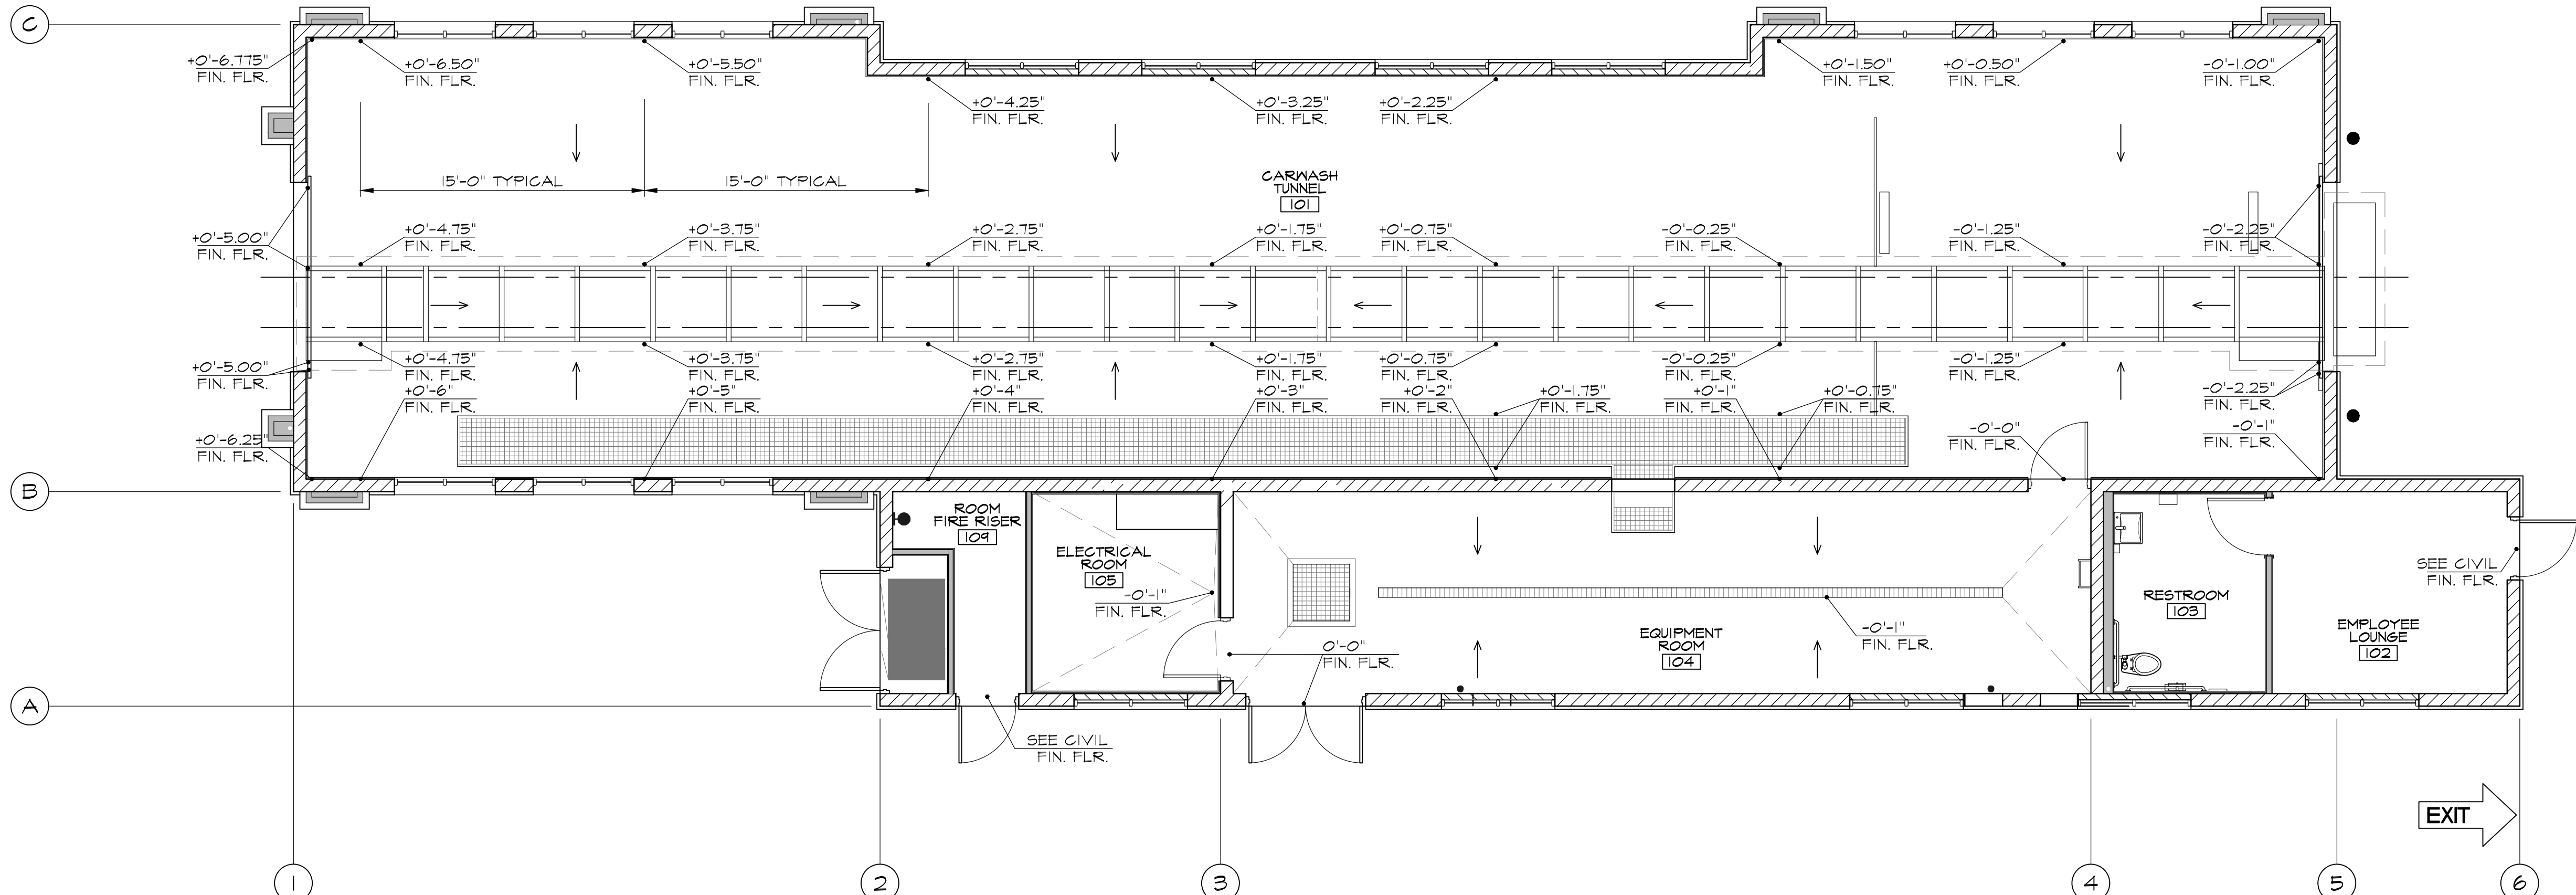 C
+0'-6.775"
FIN. FLR.
+0'-6.50"
FIN. FLR.
+0'-5.50"
FIN. FLR.
+0'-4.25"
FIN. FLR.
+0'-3.25"
FIN. FLR.
+0'-2.25"
FIN. FLR.
+0'-1.50"
FIN. FLR.
+0'-0.50"
FIN. FLR.
-0'-1.00"
FIN. FLR.
15'-0" TYPICAL
15'-0" TYPICAL
CARWASH
TUNNEL
101
+0'-5.00"
FIN. FLR.
+0'-4.75"
FIN. FLR.
+0'-3.75"
FIN. FLR.
+0'-2.75"
FIN. FLR.
+0'-1.75"
FIN. FLR.
+0'-0.75"
FIN. FLR.
-0'-0.25"
FIN. FLR.
-0'-1.25"
FIN. FLR.
-0'-2.25"
FIN. FLR.
+0'-5.00"
FIN. FLR.
+0'-4.75"
FIN. FLR.
+0'-3.75"
FIN. FLR.
+0'-2.75"
FIN. FLR.
+0'-1.75"
FIN. FLR.
+0'-0.75"
FIN. FLR.
-0'-0.25"
FIN. FLR.
-0'-1.25"
FIN. FLR.
-0'-2.25"
FIN. FLR.
+0'-6"
FIN. FLR.
+0'-5"
FIN. FLR.
+0'-4"
FIN. FLR.
+0'-3"
FIN. FLR.
+0'-2"
FIN. FLR.
+0'-1.75"
FIN. FLR.
+0'-1"
FIN. FLR.
+0'-0.75"
FIN. FLR.
-0'-0"
FIN. FLR.
-0'-1"
FIN. FLR.
+0'-6.25"
FIN. FLR.
B
ROOM
FIRE RISER
109
ELECTRICAL
ROOM
105
-0'-1"
FIN. FLR.
0'-0"
FIN. FLR.
EQUIPMENT
ROOM
104
-0'-1"
FIN. FLR.
RESTROOM
103
EMPLOYEE
LOUNGE
102
SEE CIVIL
FIN. FLR.
A
SEE CIVIL
FIN. FLR.
EXIT
1
2
3
4
5
6